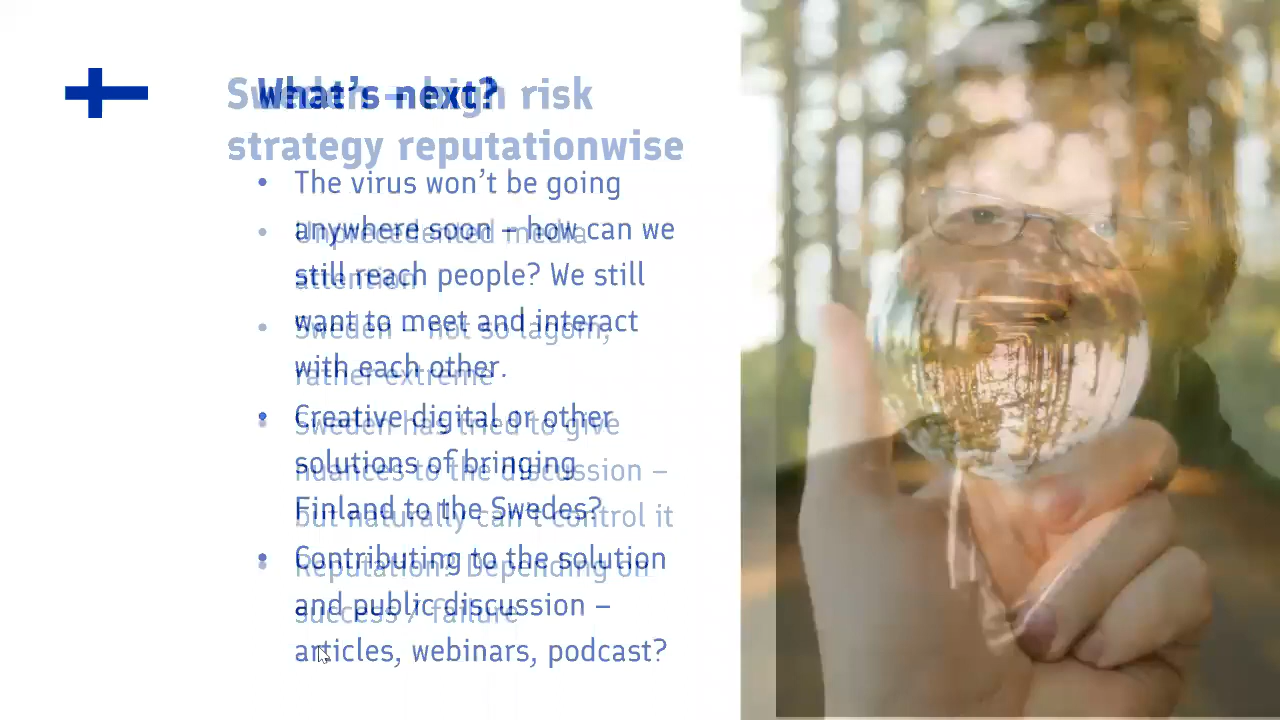 What's next?
The virus won't be going
anywhere soon – how can we
still reach people? We still
want to meet and interact
with each other.
Creative digital or other
solutions of bringing
Finland to the Swedes?
Contributing to the solution
and public discussion –
articles, webinars, podcast?
Sweden – high risk
strategy reputationwise
Unprecedented media
attention
Sweden – not so lagom,
rather extreme
Sweden has tried to give
nuances to the discussion –
but naturally can't control it
Reputation? Depending on
success / failure